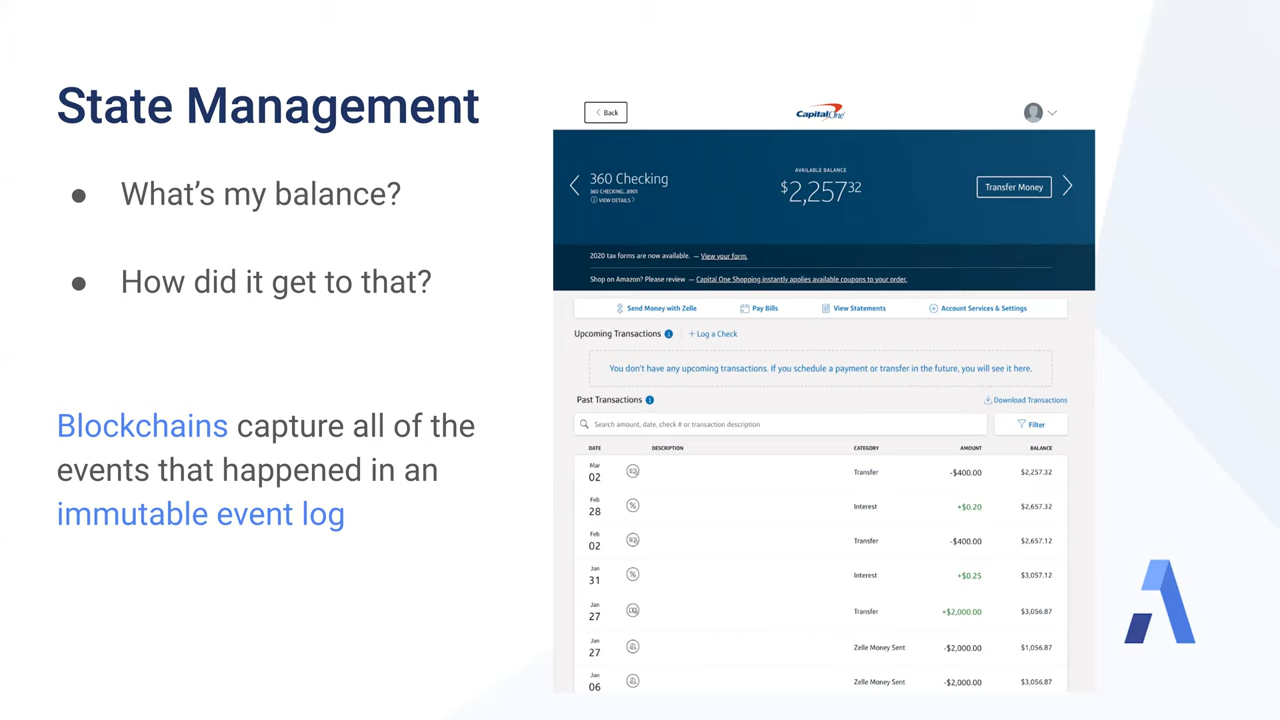 State Management
● What's my balance?
● How did it get to that?
Blockchains capture all of the
events that happened in an
immutable event log
Back
Capital One
360 Checking
360 CHECKING...8901
VIEW DETAILS
AVAILABLE BALANCE
$2,257.32
Transfer Money
2020 tax forms are now available. — View your form.
Shop on Amazon? Please review — Capital One Shopping instantly applies available coupons to your order.
Send Money with Zelle Pay Bills View Statements Account Services & Settings
Upcoming Transactions 1 + Log a Check
You don't have any upcoming transactions. If you schedule a payment or transfer in the future, you will see it here.
Past Transactions Download Transactions
Search amount, date, check # or transaction description Filter
DATE DESCRIPTION CATEGORY AMOUNT BALANCE
Mar 02 Transfer -$400.00 $2,257.32
Feb 28 Interest +$0.20 $2,657.32
Feb 02 Transfer -$400.00 $2,657.12
Jan 31 Interest +$0.25 $3,057.12
Jan 27 Transfer +$2,000.00 $3,056.87
Jan 27 Zelle Money Sent -$2,000.00 $1,056.87
Jan 06 Zelle Money Sent -$2,000.00 $3,056.87